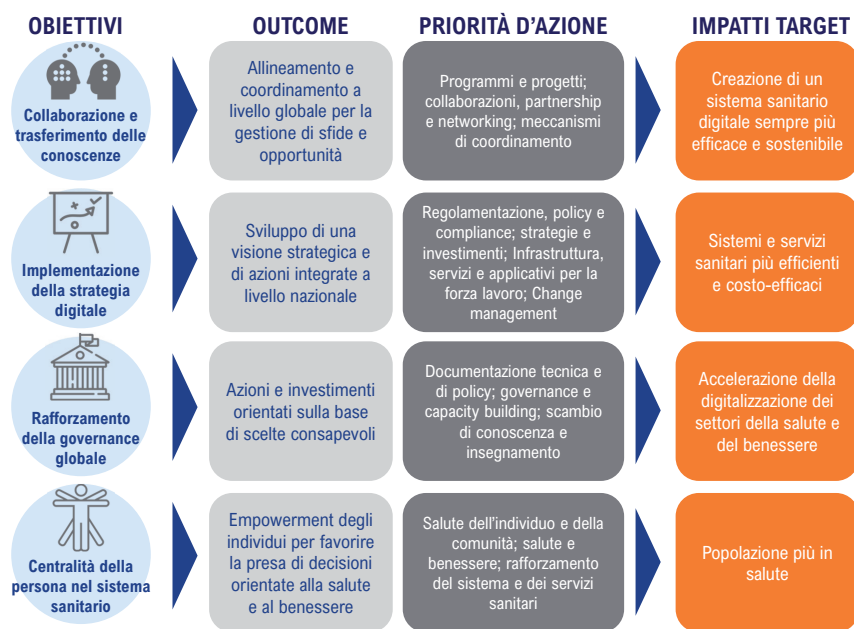 OBIETTIVI
OUTCOME
PRIORITÀ D'AZIONE
IMPATTI TARGET
Collaborazione e
trasferimento delle
conoscenze
Allineamento e
coordinamento a
livello globale per la
gestione di sfide e
opportunità
Programmi e progetti;
collaborazioni, partnership
e networking; meccanismi
di coordinamento
Creazione di un
sistema sanitario
digitale sempre più
efficace e sostenibile
Implementazione
della strategia
digitale
Sviluppo di una
visione strategica e
di azioni integrate a
livello nazionale
Regolamentazione, policy e
compliance; strategie e
investimenti; Infrastruttura,
servizi e applicativi per la
forza lavoro; Change
management
Sistemi e servizi
sanitari più efficienti
e costo-efficaci
Rafforzamento
della governance
globale
Azioni e investimenti
orientati sulla base
di scelte consapevoli
Documentazione tecnica e
di policy; governance e
capacity building; scambio
di conoscenza e
insegnamento
Accelerazione della
digitalizzazione dei
settori della salute e
del benessere
Centralità della
persona nel sistema
sanitario
Empowerment degli
individui per favorire
la presa di decisioni
orientate alla salute
e al benessere
Salute dell'individuo e della
comunità; salute e
benessere; rafforzamento
del sistema e dei servizi
sanitari
Popolazione più in
salute